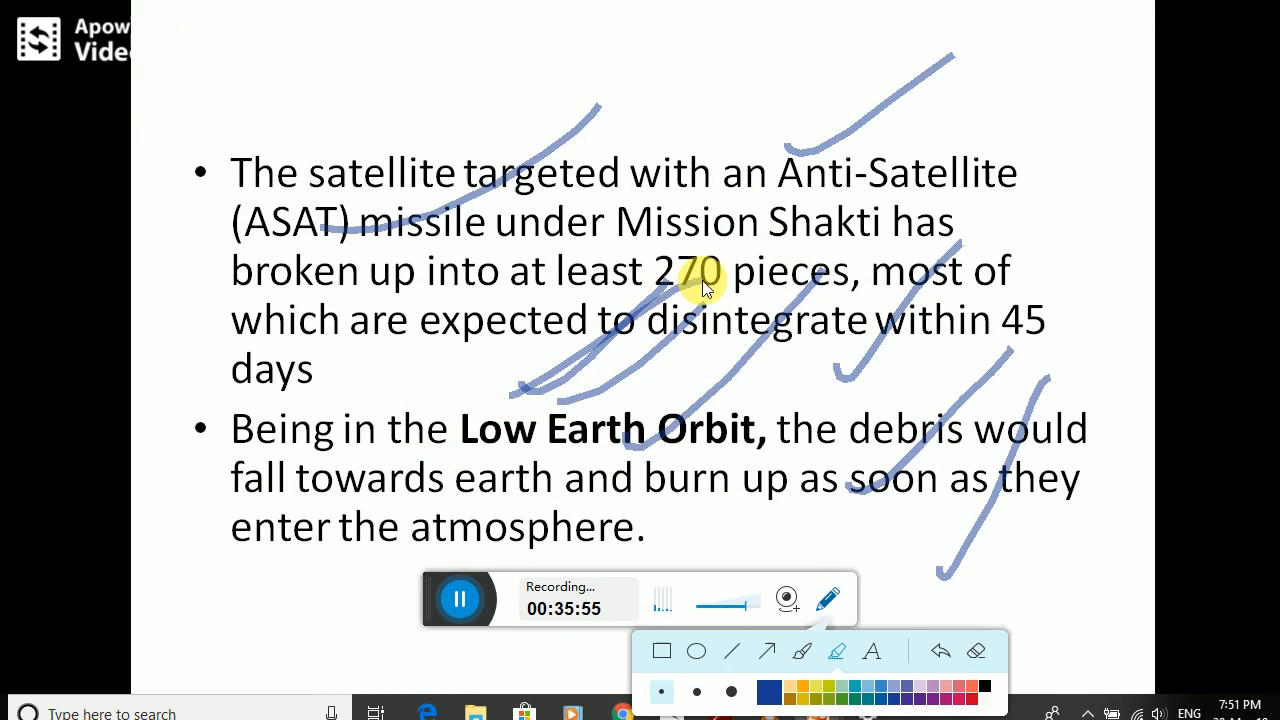 Apow
Vide
• The satellite targeted with an Anti-Satellite
(ASAT) missile under Mission Shakti has
broken up into at least 270 pieces, most of
which are expected to disintegrate within 45
days
• Being in the Low Earth Orbit, the debris would
fall towards earth and burn up as soon as they
enter the atmosphere.
Recording...
00:35:55
A
Type here to search
ENG
7:51 PM